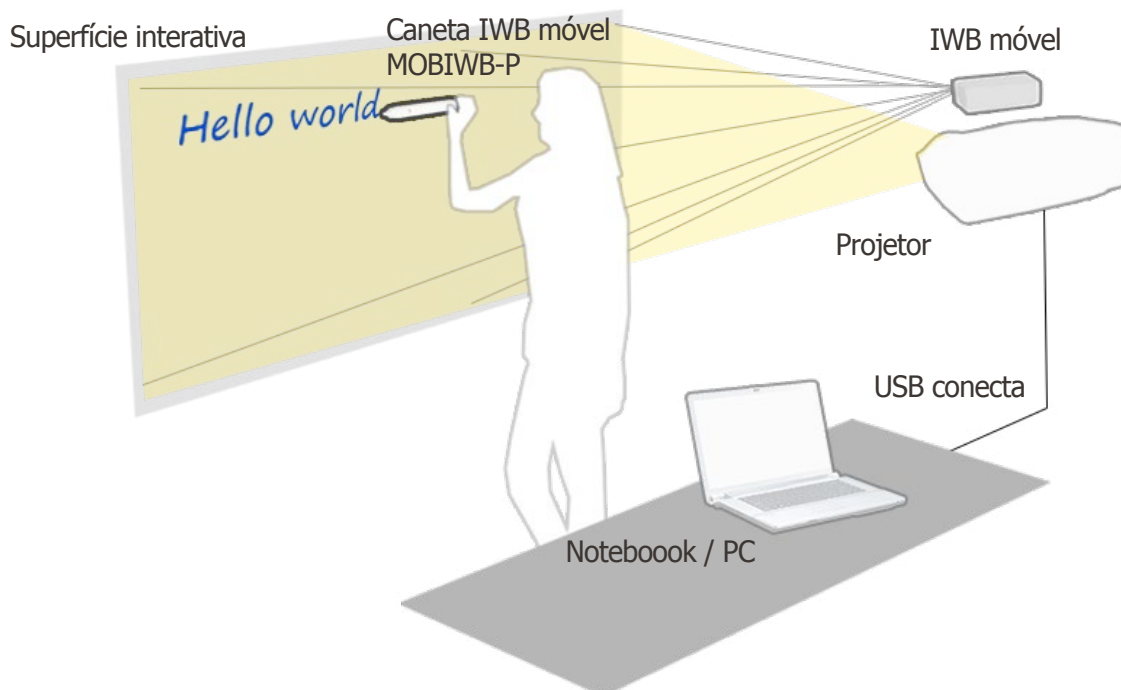 Superfície interativa
Caneta IWB móvel
MOBIWB-P
IWB móvel
Hello world
Projetor
USB conecta
Noteboook / PC